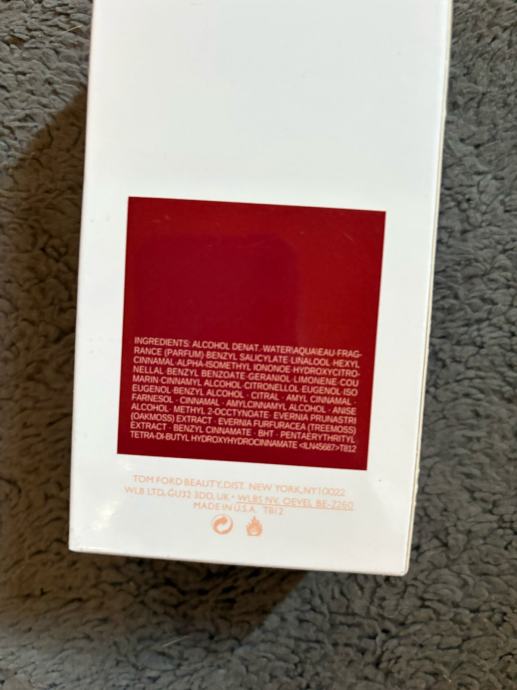 INGREDIENTS: ALCOHOL DENAT.·WATER\AQUA\EAU·FRAG-
RANCE (PARFUM)·BENZYL SALICYLATE·LINALOOL·HEXYL
CINNAMAL·ALPHA-ISOMETHYL IONONOE·HYDROXYCITRO-
NELLAL·BENZYL BENZOATE·GERANIOL·LIMONENE·COU
MARIN·CINNAMYL ALCOHOL·CITRONELLOL·EUGENOL·ISO
EUGENOL·BENZYL ALCOHOL · CITRAL · AMYL CINNAMAL ·
FARNESOL · CINNAMAL · AMYLCINNAMYL ALCOHOL · ANISE
ALCOHOL · METHYL 2-OCCTYNOATE · EVERNIA PRUNASTRI
(OAKMOSS) EXTRACT · EVERNIA FURFURACEA (TREEMOSS)
EXTRACT · BENZYL CINNAMATE · BHT · PENTAERYTHRITYL
TETRA-DI-BUTYL HYDROXYHYDROCINNAMATE <ILN45687>T812
TOM FORD BEAUTY,DIST. NEW YORK,NY10022
WLB LTD, GU32 3DD, UK · WLBS NV, OEVEL BE-2260
MADE IN U.S.A. T812